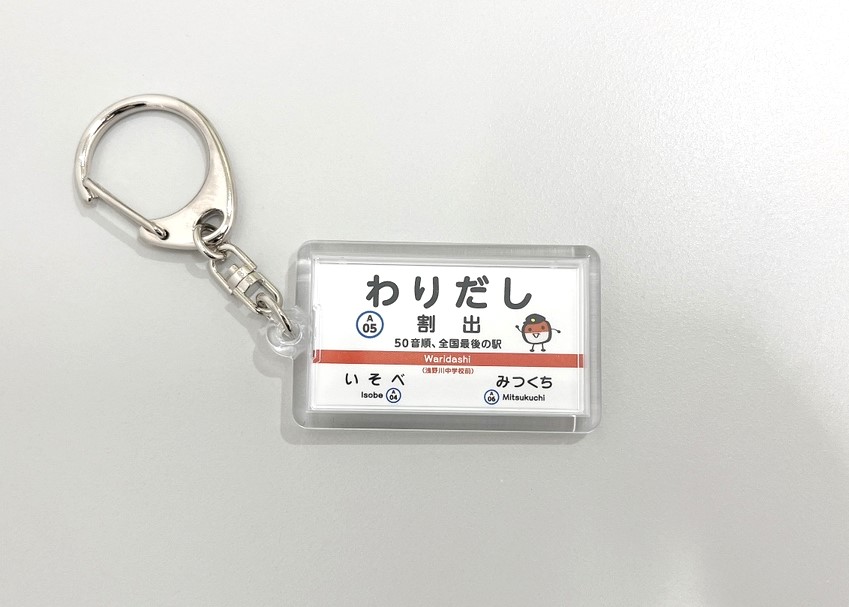 わりだし
A 05 割出
50音順、全国最後の駅
Waridashi
(浅野川中学校前)
いそべ みつくち
Isobe A 04 A 06 Mitsukuchi